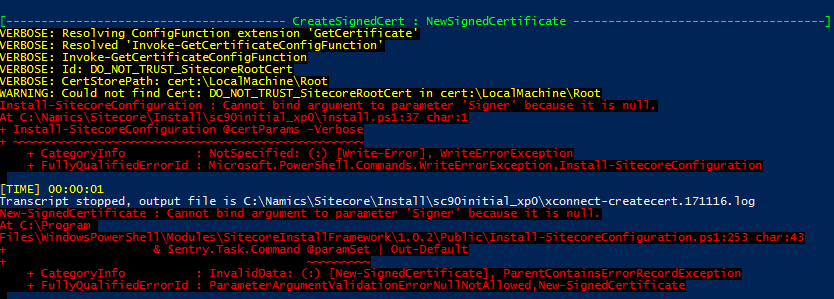 [------------------------------------ CreateSignedCert : NewSignedCertificate ------------------------------------]
VERBOSE: Resolving ConfigFunction extension 'GetCertificate'
VERBOSE: Resolved 'Invoke-GetCertificateConfigFunction'
VERBOSE: Invoke-GetCertificateConfigFunction
VERBOSE: Id: DO_NOT_TRUST_SitecoreRootCert
VERBOSE: CertStorePath: cert:\LocalMachine\Root
WARNING: Could not find Cert: DO_NOT_TRUST_SitecoreRootCert in cert:\LocalMachine\Root
Install-SitecoreConfiguration : Cannot bind argument to parameter 'Signer' because it is null.
At C:\Namics\Sitecore\Install\sc90initial_xp0\install.ps1:37 char:1
+ Install-SitecoreConfiguration @certParams -Verbose
+ ~~~~~~~~~~~~~~~~~~~~~~~~~~~~~~~~~~~~~~~~~~~~~~~~~~
+ CategoryInfo : NotSpecified: (:) [Write-Error], WriteErrorException
+ FullyQualifiedErrorId : Microsoft.PowerShell.Commands.WriteErrorException,Install-SitecoreConfiguration
[TIME] 00:00:01
Transcript stopped, output file is C:\Namics\Sitecore\Install\sc90initial_xp0\xconnect-createcert.171116.log
New-SignedCertificate : Cannot bind argument to parameter 'Signer' because it is null.
At C:\Program
Files\WindowsPowerShell\Modules\SitecoreInstallFramework\1.0.2\Public\Install-SitecoreConfiguration.ps1:253 char:43
+ & $entry.Task.Command @paramSet | Out-Default
+ ~~~~~~~~~
+ CategoryInfo : InvalidData: (:) [New-SignedCertificate], ParentContainsErrorRecordException
+ FullyQualifiedErrorId : ParameterArgumentValidationErrorNullNotAllowed,New-SignedCertificate